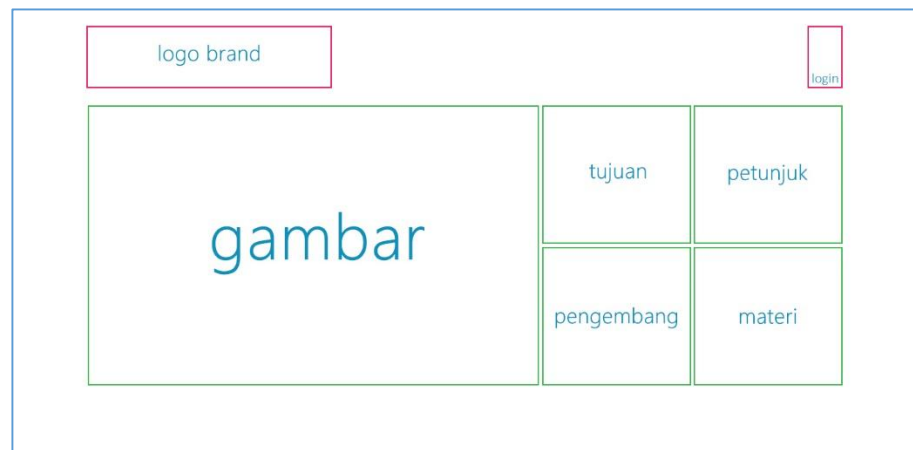 logo brand
login
gambar
tujuan
petunjuk
pengembang
materi